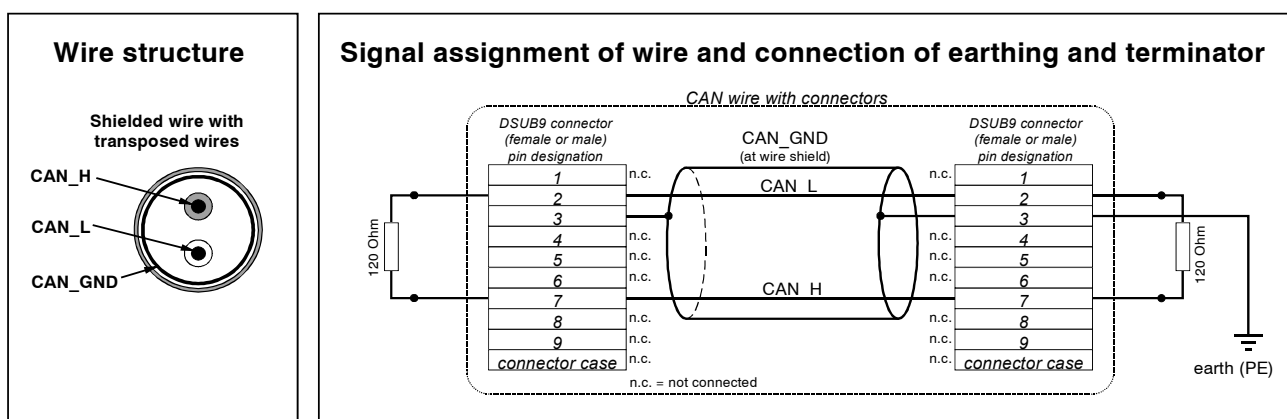 Wire structure
Shielded wire with
transposed wires
CAN_H
CAN_L
CAN_GND
Signal assignment of wire and connection of earthing and terminator
CAN wire with connectors
DSUB9 connector
(female or male)
pin designation
CAN_GND
(at wire shield)
DSUB9 connector
(female or male)
pin designation
1 n.c. n.c. 1
2 CAN_L 2
3 3
4 n.c. n.c. 4
5 n.c. n.c. 5
6 n.c. n.c. 6
7 CAN_H 7
8 n.c. n.c. 8
9 n.c. n.c. 9
connector case n.c. n.c. connector case
120 Ohm
120 Ohm
n.c. = not connected
earth (PE)